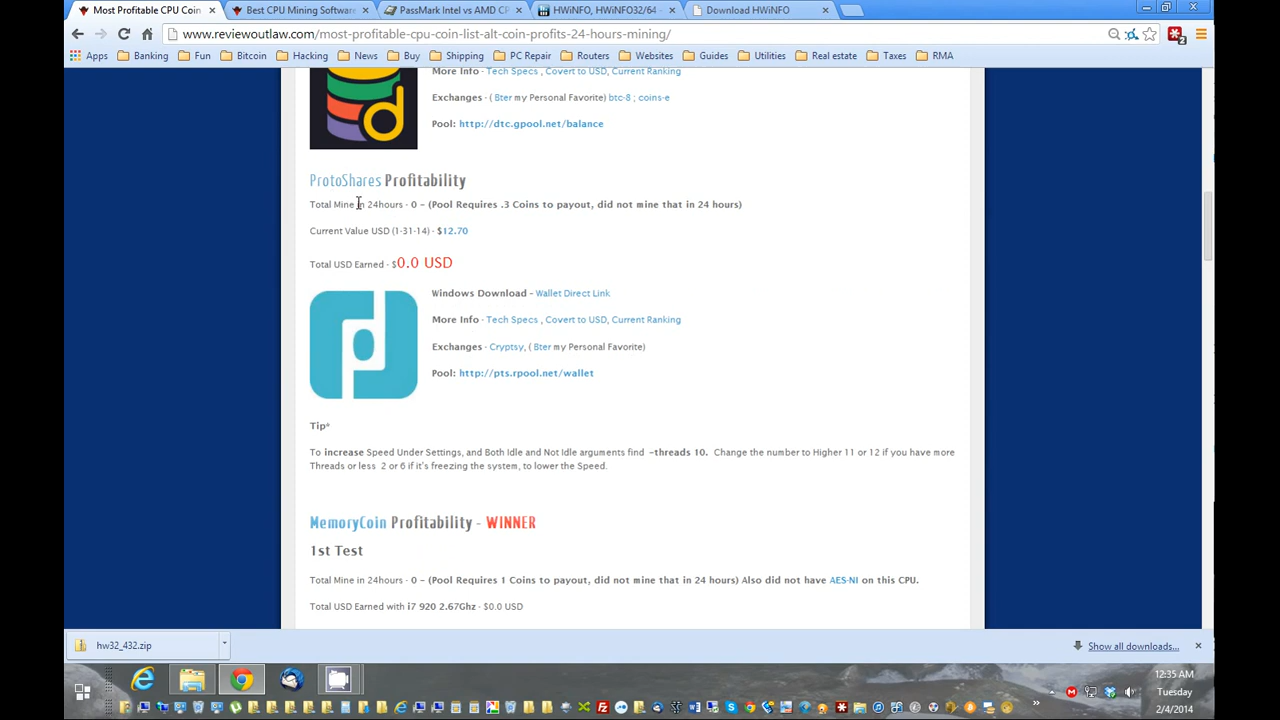 Most Profitable CPU Coin
Best CPU Mining Software
PassMark Intel vs AMD CP
HWiNFO, HWiNFO32/64 -
Download HWiNFO
www.reviewoutlaw.com/most-profitable-cpu-coin-list-alt-coin-profits-24-hours-mining/
2
Apps Banking Fun Bitcoin Hacking News Buy Shipping PC Repair Routers Websites Guides Utilities Real estate Taxes RMA
More Info - Tech Specs , Covert to USD, Current Ranking
Exchanges - ( Bter my Personal Favorite) btc-8 ; coins-e
Pool: http://dtc.gpool.net/balance
ProtoShares Profitability
Total Mine in 24hours - 0 – (Pool Requires .3 Coins to payout, did not mine that in 24 hours)
Current Value USD (1-31-14) - $12.70
Total USD Earned - $0.0 USD
Windows Download – Wallet Direct Link
More Info - Tech Specs , Covert to USD, Current Ranking
Exchanges - Cryptsy, ( Bter my Personal Favorite)
Pool: http://pts.rpool.net/wallet
Tip*
To increase Speed Under Settings, and Both Idle and Not Idle arguments find –threads 10. Change the number to Higher 11 or 12 if you have more
Threads or less 2 or 6 if it's freezing the system, to lower the Speed.
MemoryCoin Profitability - WINNER
1st Test
Total Mine in 24hours - 0 – (Pool Requires 1 Coins to payout, did not mine that in 24 hours) Also did not have AES-NI on this CPU.
Total USD Earned with i7 920 2.67Ghz - $0.0 USD
hw32_432.zip
Show all downloads...
12:35 AM
Tuesday
2/4/2014